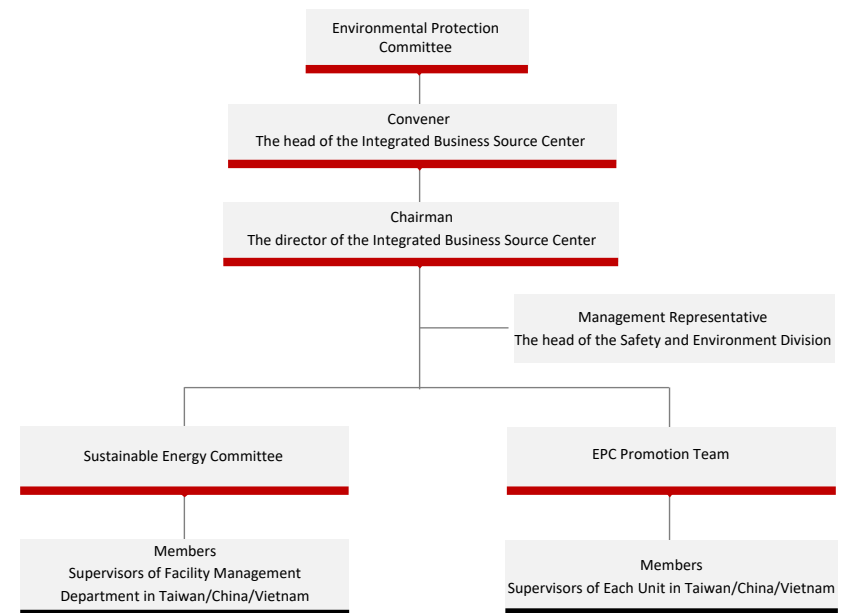 Environmental Protection
Committee
Convener
The head of the Integrated Business Source Center
Chairman
The director of the Integrated Business Source Center
Management Representative
The head of the Safety and Environment Division
Sustainable Energy Committee
EPC Promotion Team
Members
Supervisors of Facility Management
Department in Taiwan/China/Vietnam
Members
Supervisors of Each Unit in Taiwan/China/Vietnam